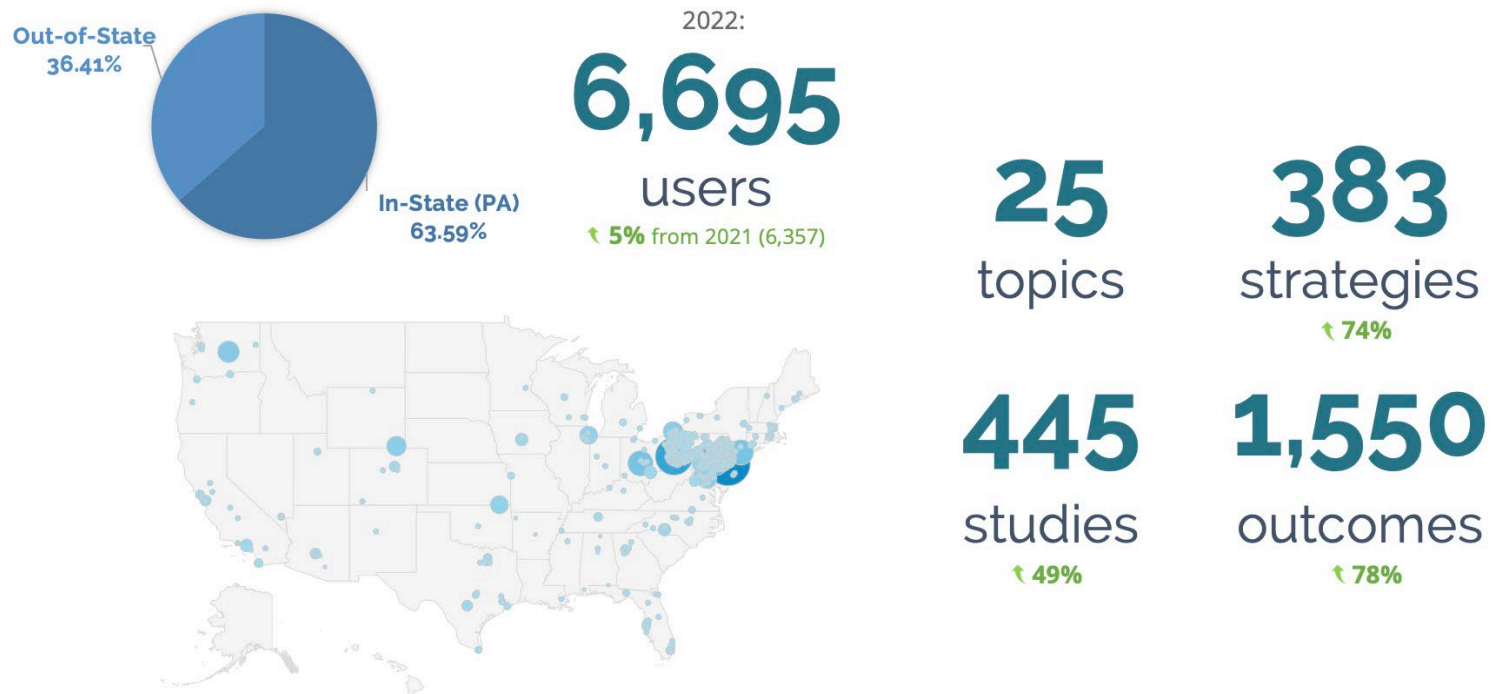 Out-of-State
36.41%
In-State (PA)
63.59%
2022:
6,695
users
↑ 5% from 2021 (6,357)
25
topics
383
strategies
↑ 74%
445
studies
↑ 49%
1,550
outcomes
↑ 78%